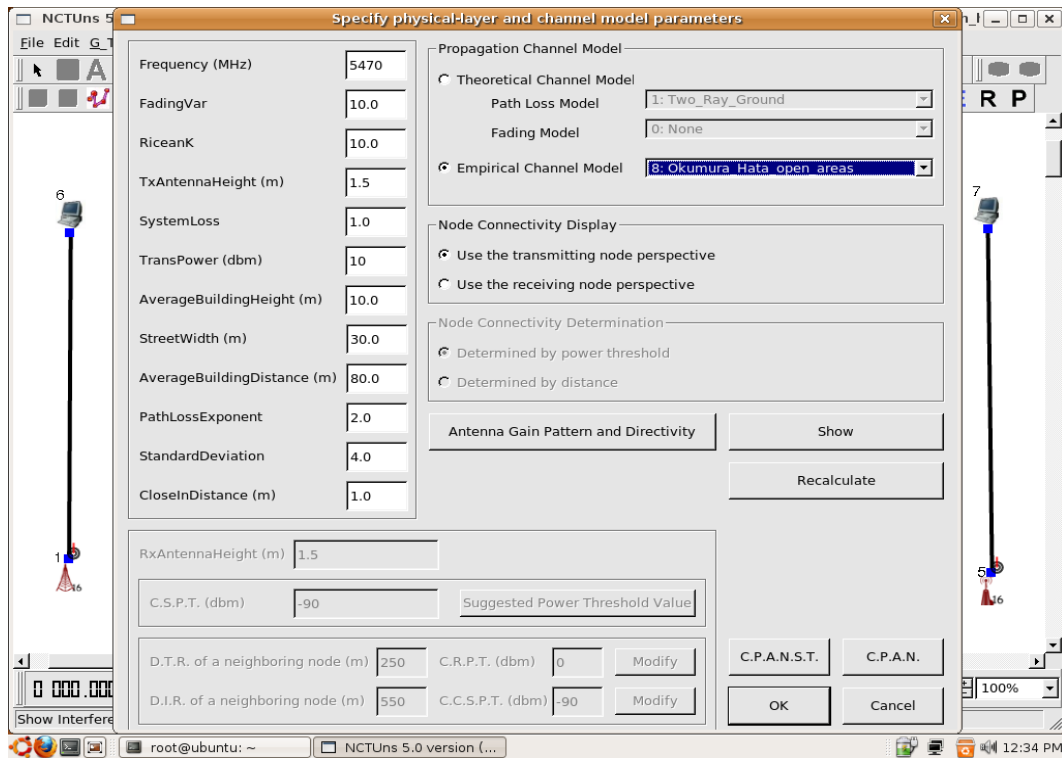 NCTUns 5
Specify physical-layer and channel model parameters
File Edit G_T
A
E R P
Frequency (MHz) 5470
FadingVar 10.0
RiceanK 10.0
TxAntennaHeight (m) 1.5
SystemLoss 1.0
TransPower (dbm) 10
AverageBuildingHeight (m) 10.0
StreetWidth (m) 30.0
AverageBuildingDistance (m) 80.0
PathLossExponent 2.0
StandardDeviation 4.0
CloseInDistance (m) 1.0
Propagation Channel Model
Theoretical Channel Model
Path Loss Model 1: Two_Ray_Ground
Fading Model 0: None
Empirical Channel Model 8: Okumura_Hata_open_areas
Node Connectivity Display
Use the transmitting node perspective
Use the receiving node perspective
Node Connectivity Determination
Determined by power threshold
Determined by distance
Antenna Gain Pattern and Directivity
Show
Recalculate
RxAntennaHeight (m) 1.5
C.S.P.T. (dbm) -90 Suggested Power Threshold Value
D.T.R. of a neighboring node (m) 250 C.R.P.T. (dbm) 0 Modify
D.I.R. of a neighboring node (m) 550 C.C.S.P.T. (dbm) -90 Modify
C.P.A.N.S.T. C.P.A.N.
OK Cancel
6
7
1
16
5
16
0 000.000
100%
Show Interfere
root@ubuntu: ~
NCTUns 5.0 version (...
12:34 PM